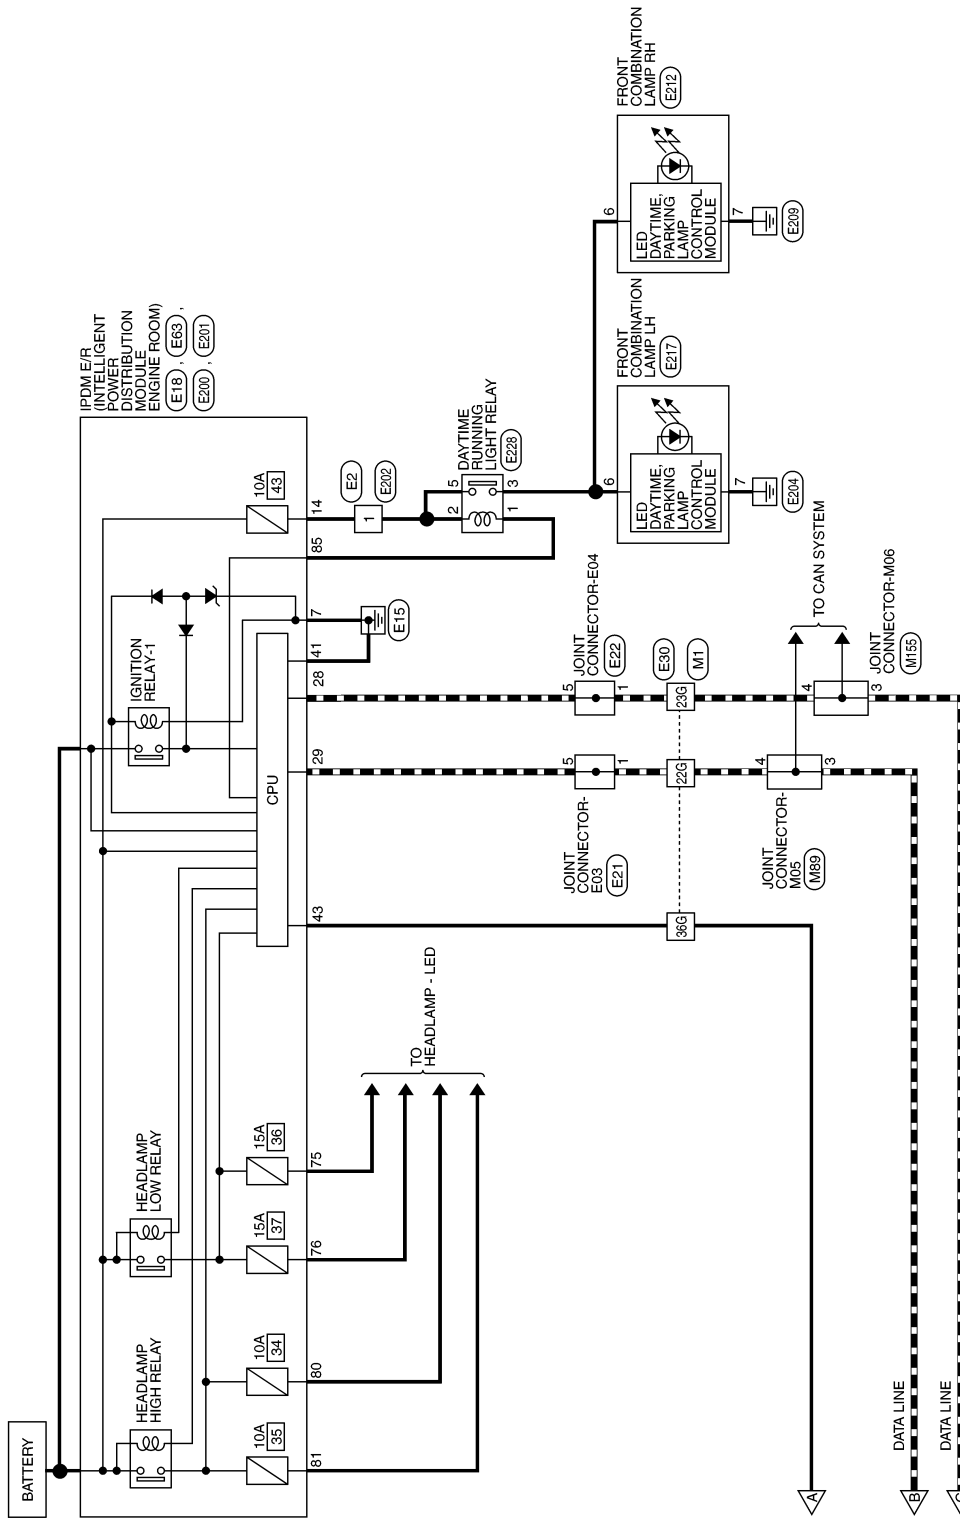 BATTERY
HEADLAMP
HIGH RELAY
HEADLAMP
LOW RELAY
IGNITION
RELAY-1
IPDM E/R
(INTELLIGENT
POWER
DISTRIBUTION
MODULE
ENGINE ROOM)
E18 , E63 ,
E200 , E201
CPU
10A
35
10A
34
15A
37
15A
36
10A
43
81
80
76
75
43
29
28
41
7
85
14
TO
HEADLAMP - LED
E15
1
E2
E202
DAYTIME
RUNNING
LIGHT RELAY
E228
2
5
1
3
FRONT
COMBINATION
LAMP LH
E217
6
LED
DAYTIME,
PARKING
LAMP
CONTROL
MODULE
7
E204
FRONT
COMBINATION
LAMP RH
E212
6
LED
DAYTIME,
PARKING
LAMP
CONTROL
MODULE
7
E209
JOINT
CONNECTOR-
E03
E21
5
1
JOINT
CONNECTOR-E04
E22
5
1
36G
22G
23G
E30
M1
JOINT
CONNECTOR-
M05
M89
4
3
TO CAN SYSTEM
JOINT
CONNECTOR-M06
M155
4
3
A
DATA LINE
B
DATA LINE